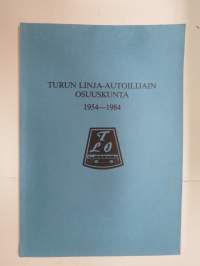 TURUN LINJA-AUTOILIJAIN
OSUUSKUNTA
1954—1984
T
L O